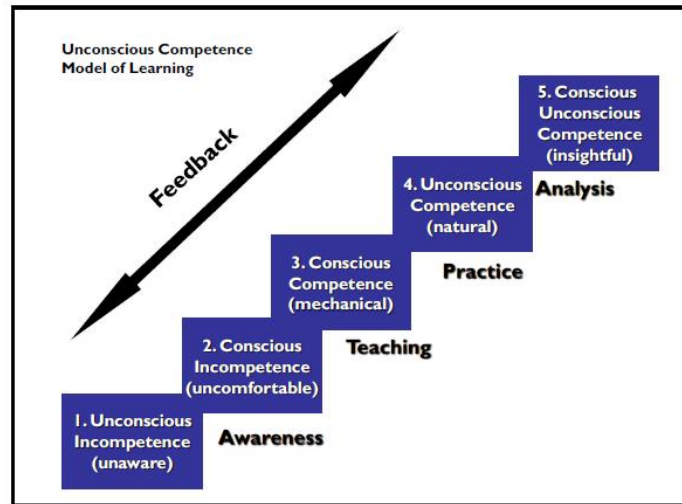 Unconscious Competence
Model of Learning
Feedback
5. Conscious
Unconscious
Competence
(insightful)
Analysis
4. Unconscious
Competence
(natural)
Practice
3. Conscious
Competence
(mechanical)
Teaching
2. Conscious
Incompetence
(uncomfortable)
Awareness
1. Unconscious
Incompetence
(unaware)